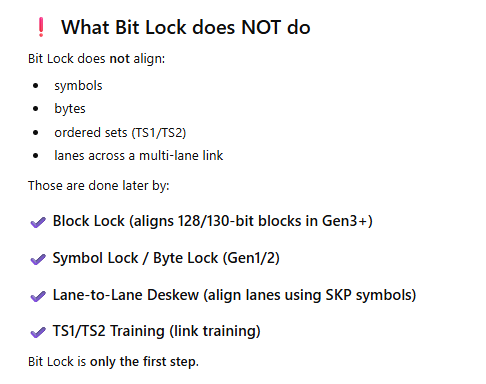 ❗ What Bit Lock does NOT do
Bit Lock does not align:
• symbols
• bytes
• ordered sets (TS1/TS2)
• lanes across a multi-lane link
Those are done later by:
✔ Block Lock (aligns 128/130-bit blocks in Gen3+)
✔ Symbol Lock / Byte Lock (Gen1/2)
✔ Lane-to-Lane Deskew (align lanes using SKP symbols)
✔ TS1/TS2 Training (link training)
Bit Lock is only the first step.